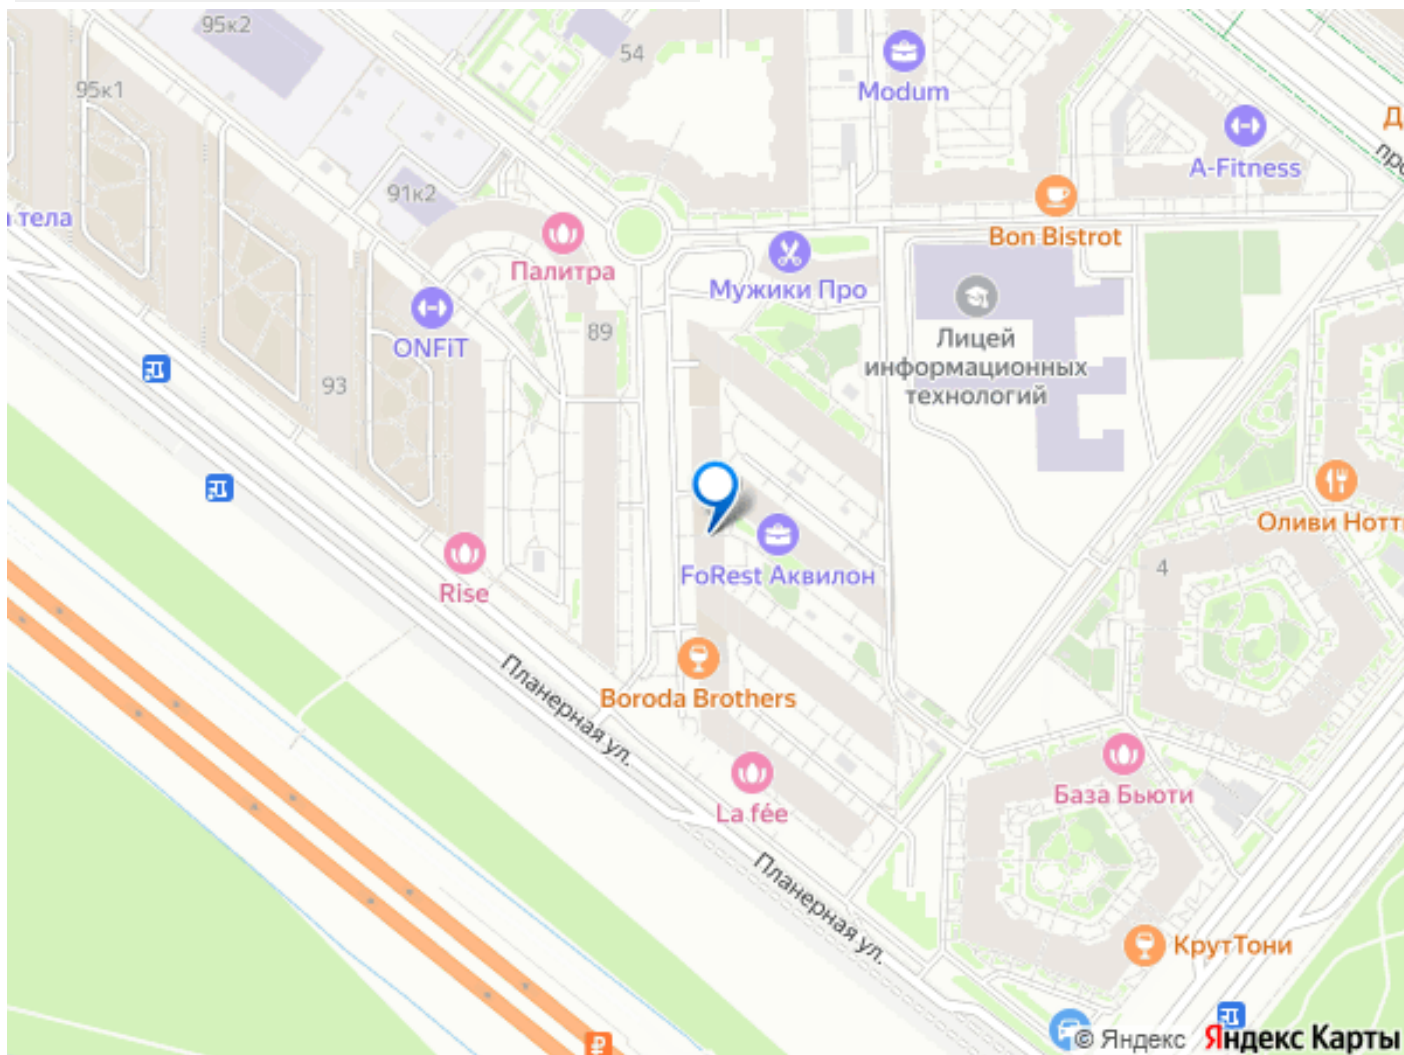 95к2
54
Modum
95к1
Д
A-Fitness
про
91к2
а тела
Палитра
Bon Bistrot
Мужики Про
ONFiT
89
Лицей
информационных
технологий
93
Оливи Нотт
FoRest Аквилон
4
Rise
Планерная ул.
Boroda Brothers
База Бьюти
La fée
Планерная ул.
КрутТони
© Яндекс Яндекс Карты